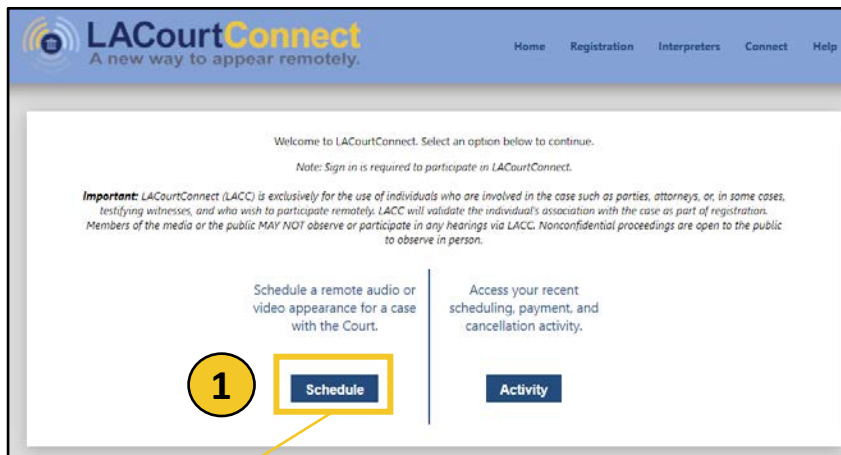 LACourtConnect
A new way to appear remotely.
Home Registration Interpreters Connect Help
Welcome to LACourtConnect. Select an option below to continue.
Note: Sign in is required to participate in LACourtConnect.
Important: LACourtConnect (LACC) is exclusively for the use of individuals who are involved in the case such as parties, attorneys, or, in some cases,
testifying witnesses, and who wish to participate remotely. LACC will validate the individual's association with the case as part of registration.
Members of the media or the public MAY NOT observe or participate in any hearings via LACC. Nonconfidential proceedings are open to the public
to observe in person.
Schedule a remote audio or
video appearance for a case
with the Court.
Access your recent
scheduling, payment, and
cancellation activity.
1
Schedule
Activity